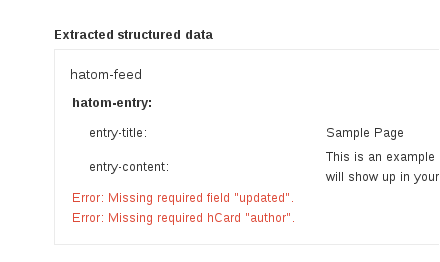 Extracted structured data
hatom-feed
hatom-entry:
entry-title: Sample Page
entry-content: This is an example
will show up in your
Error: Missing required field "updated".
Error: Missing required hCard "author".